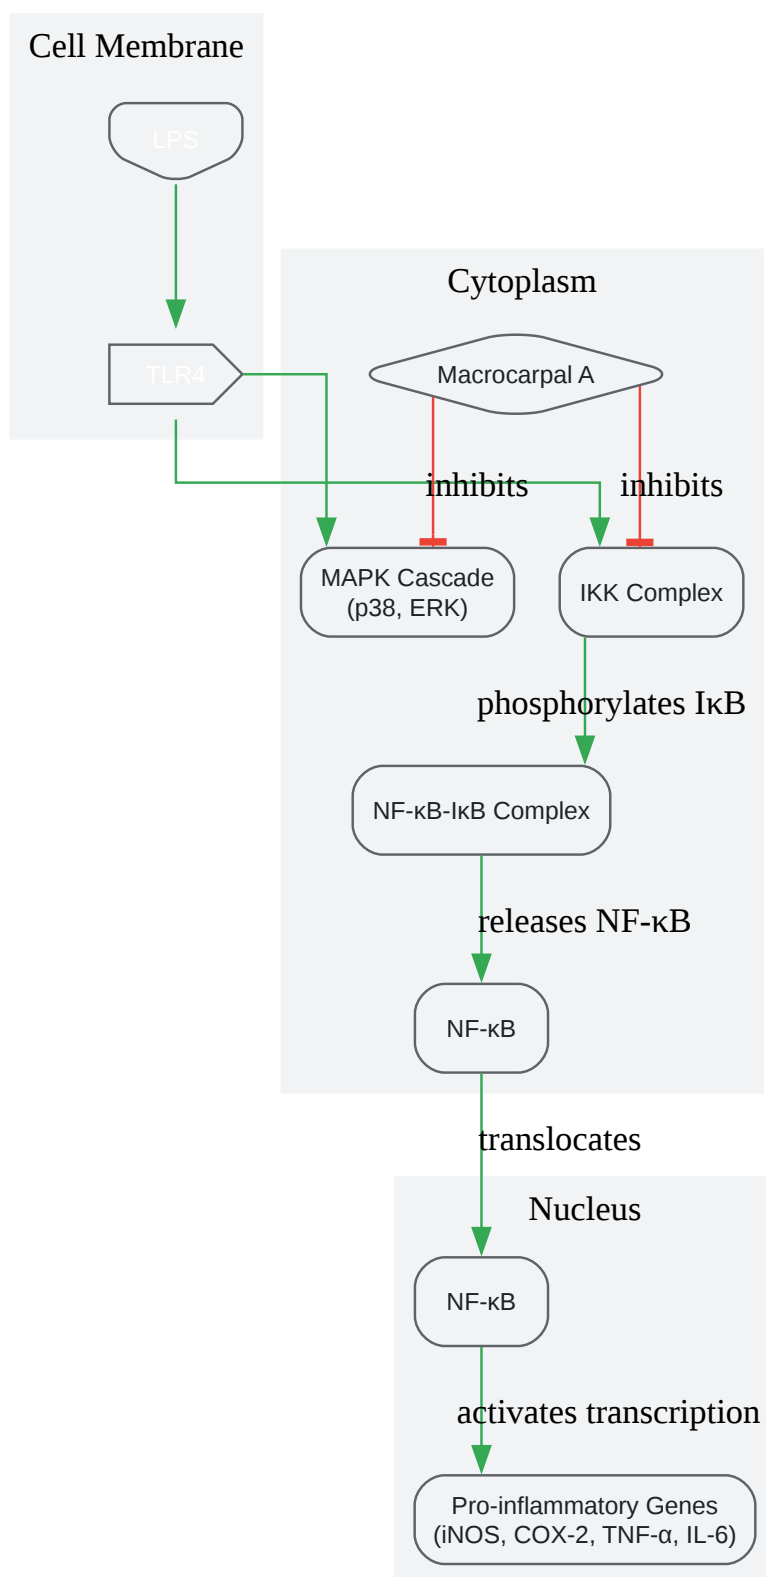 Cell Membrane
LPS
TLR4
Cytoplasm
Macrocarpal A
inhibits
inhibits
MAPK Cascade
(p38, ERK)
IKK Complex
phosphorylates IκB
NF-κB-IκB Complex
releases NF-κB
NF-κB
translocates
Nucleus
NF-κB
activates transcription
Pro-inflammatory Genes
(iNOS, COX-2, TNF-α, IL-6)